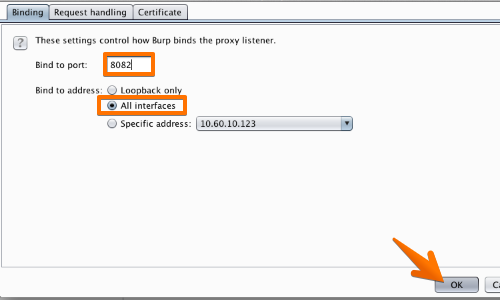 Binding Request handling Certificate
? These settings control how Burp binds the proxy listener.
Bind to port: 8082
Bind to address: Loopback only
All interfaces
Specific address: 10.60.10.123
OK